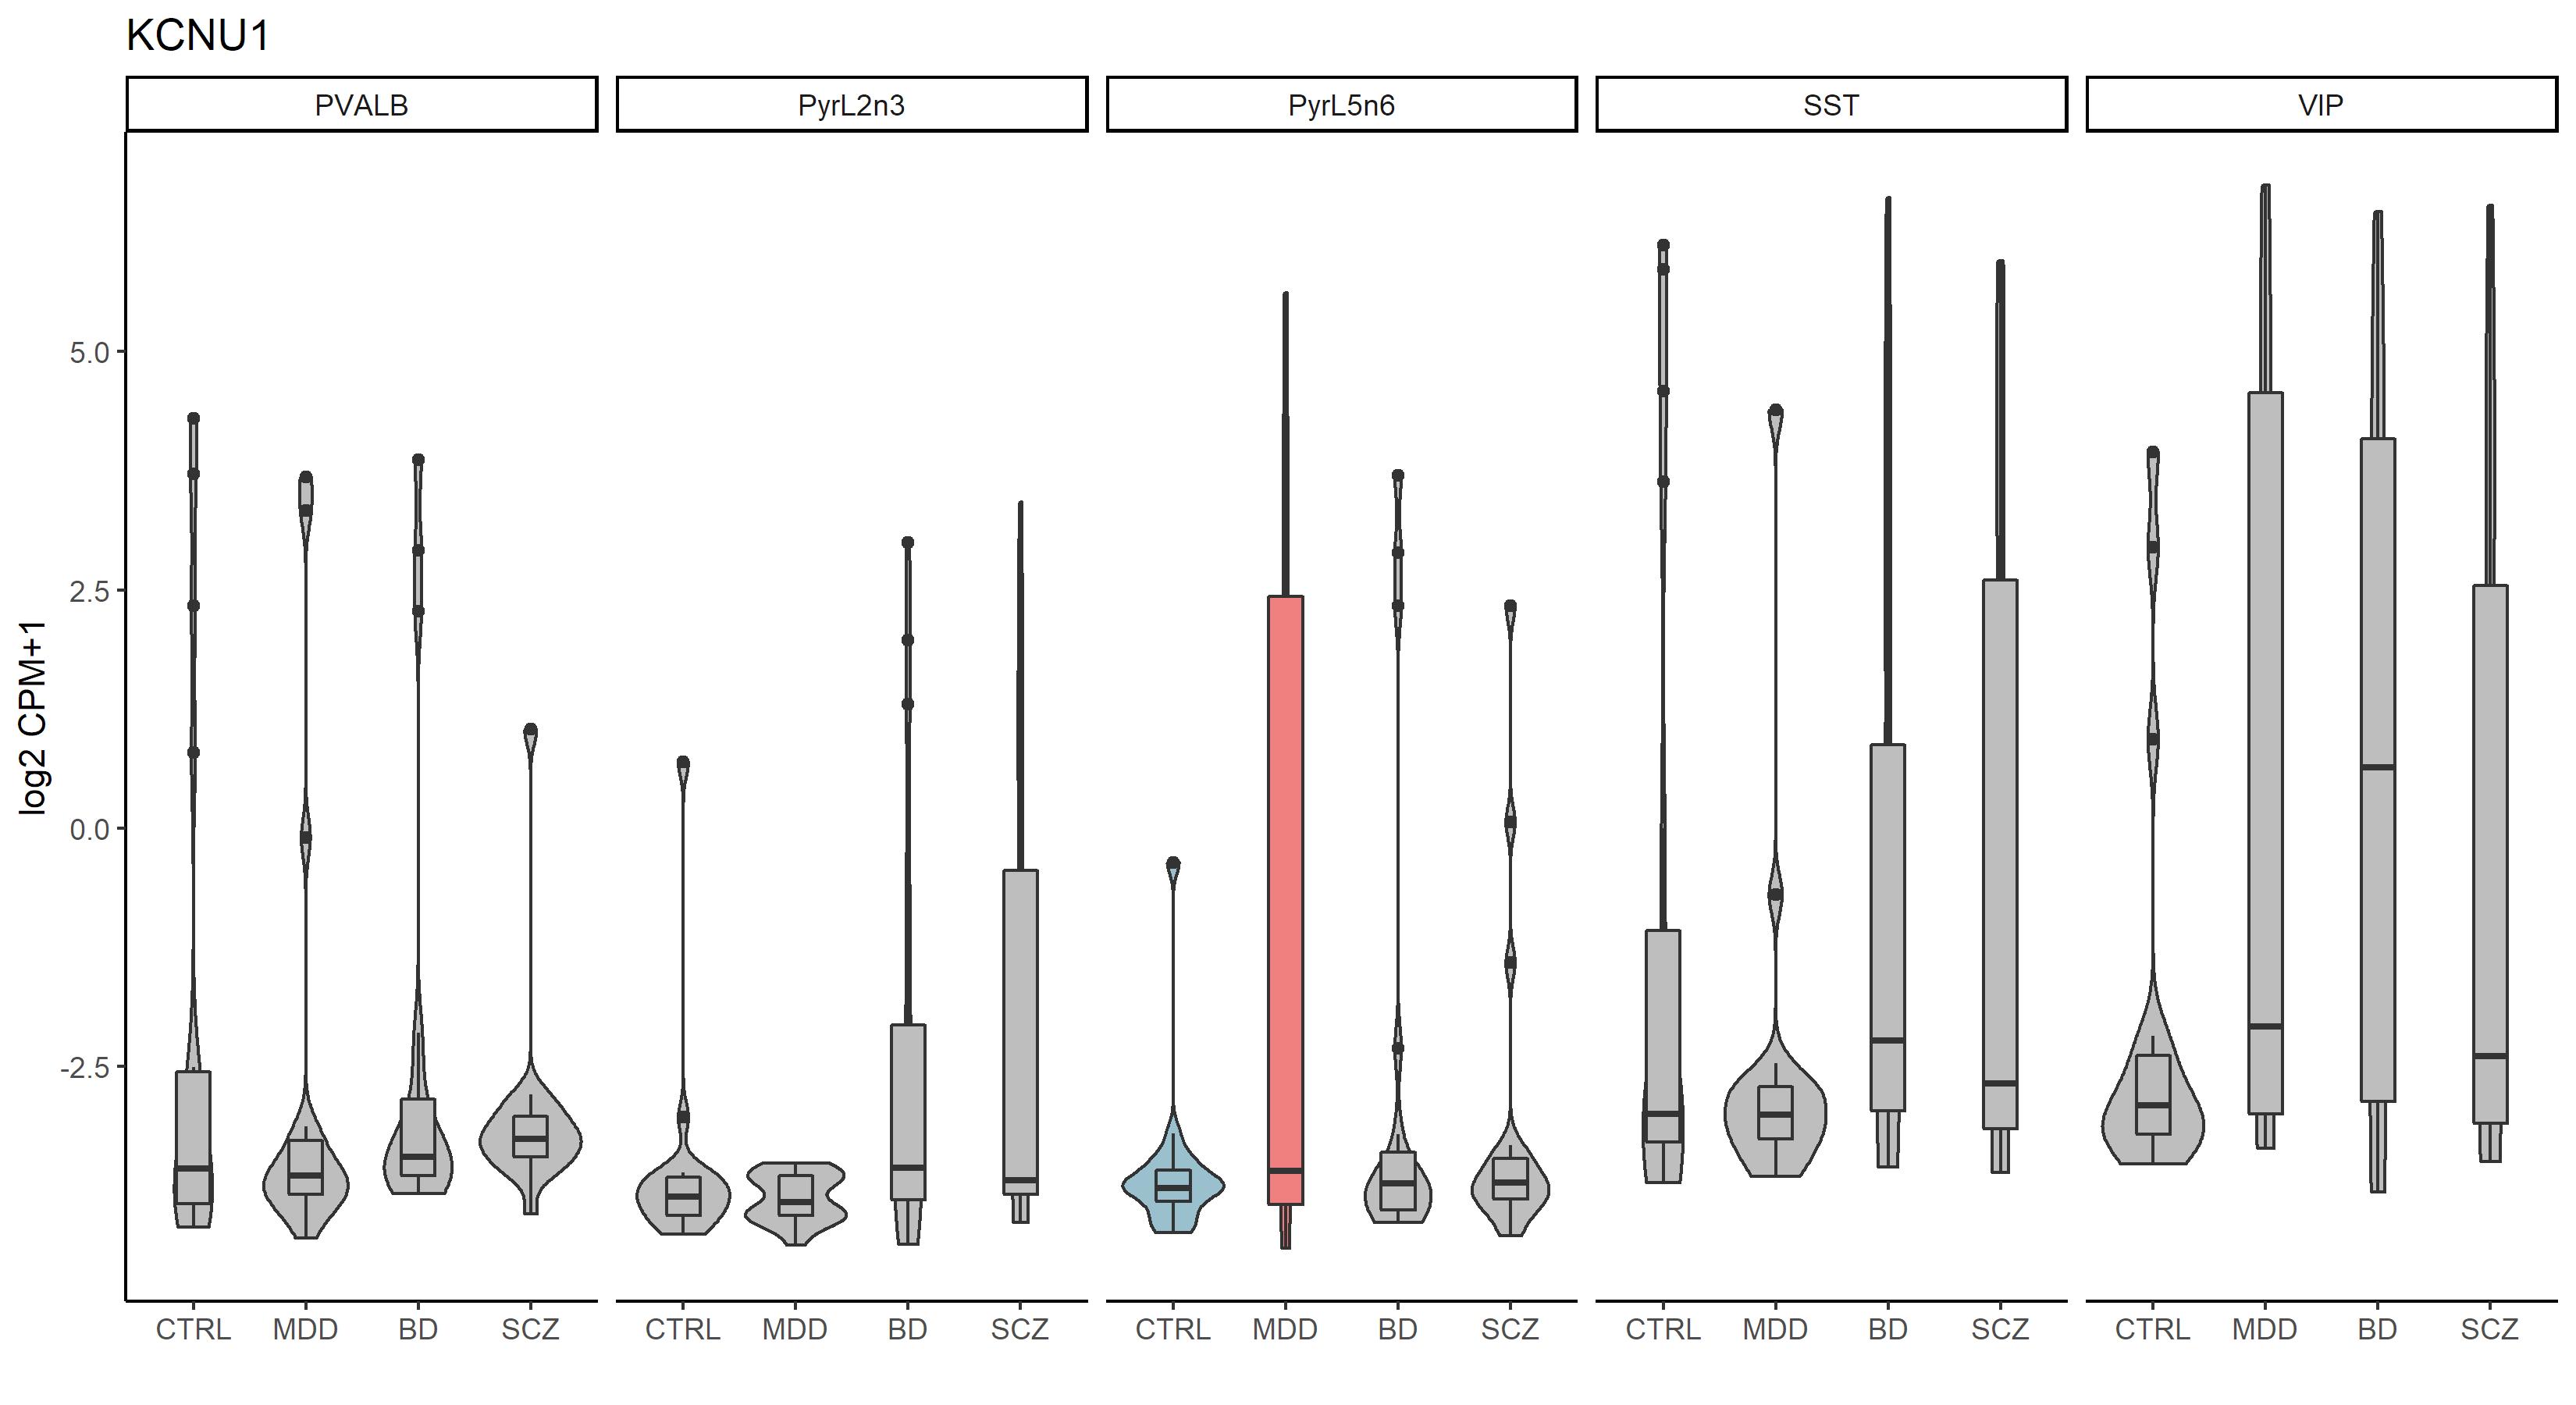 KCNU1
PVALB PyrL2n3 PyrL5n6 SST VIP
log2 CPM+1
5.0
2.5
0.0
-2.5
CTRL MDD BD SCZ CTRL MDD BD SCZ CTRL MDD BD SCZ CTRL MDD BD SCZ CTRL MDD BD SCZ